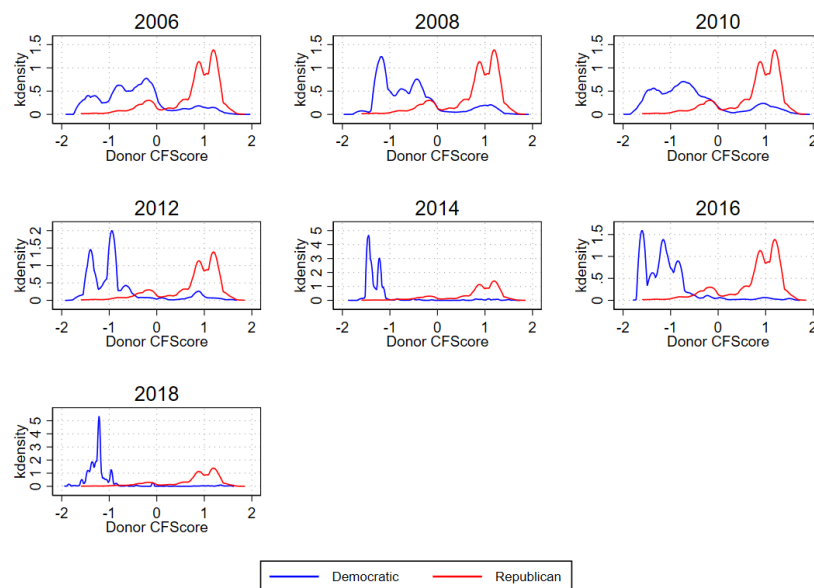 2006
2008
2010
kdensity
0 .5 1 1.5
-2 -1 0 1 2
Donor CFScore
kdensity
0 .5 1 1.5
-2 -1 0 1 2
Donor CFScore
kdensity
0 .5 1 1.5
-2 -1 0 1 2
Donor CFScore
2012
2014
2016
kdensity
0 .5 1 1.5 2
-2 -1 0 1 2
Donor CFScore
kdensity
0 1 2 3 4 5
-2 -1 0 1 2
Donor CFScore
kdensity
0 .5 1 1.5
-2 -1 0 1 2
Donor CFScore
2018
kdensity
0 1 2 3 4 5
-2 -1 0 1 2
Donor CFScore
Democratic
Republican